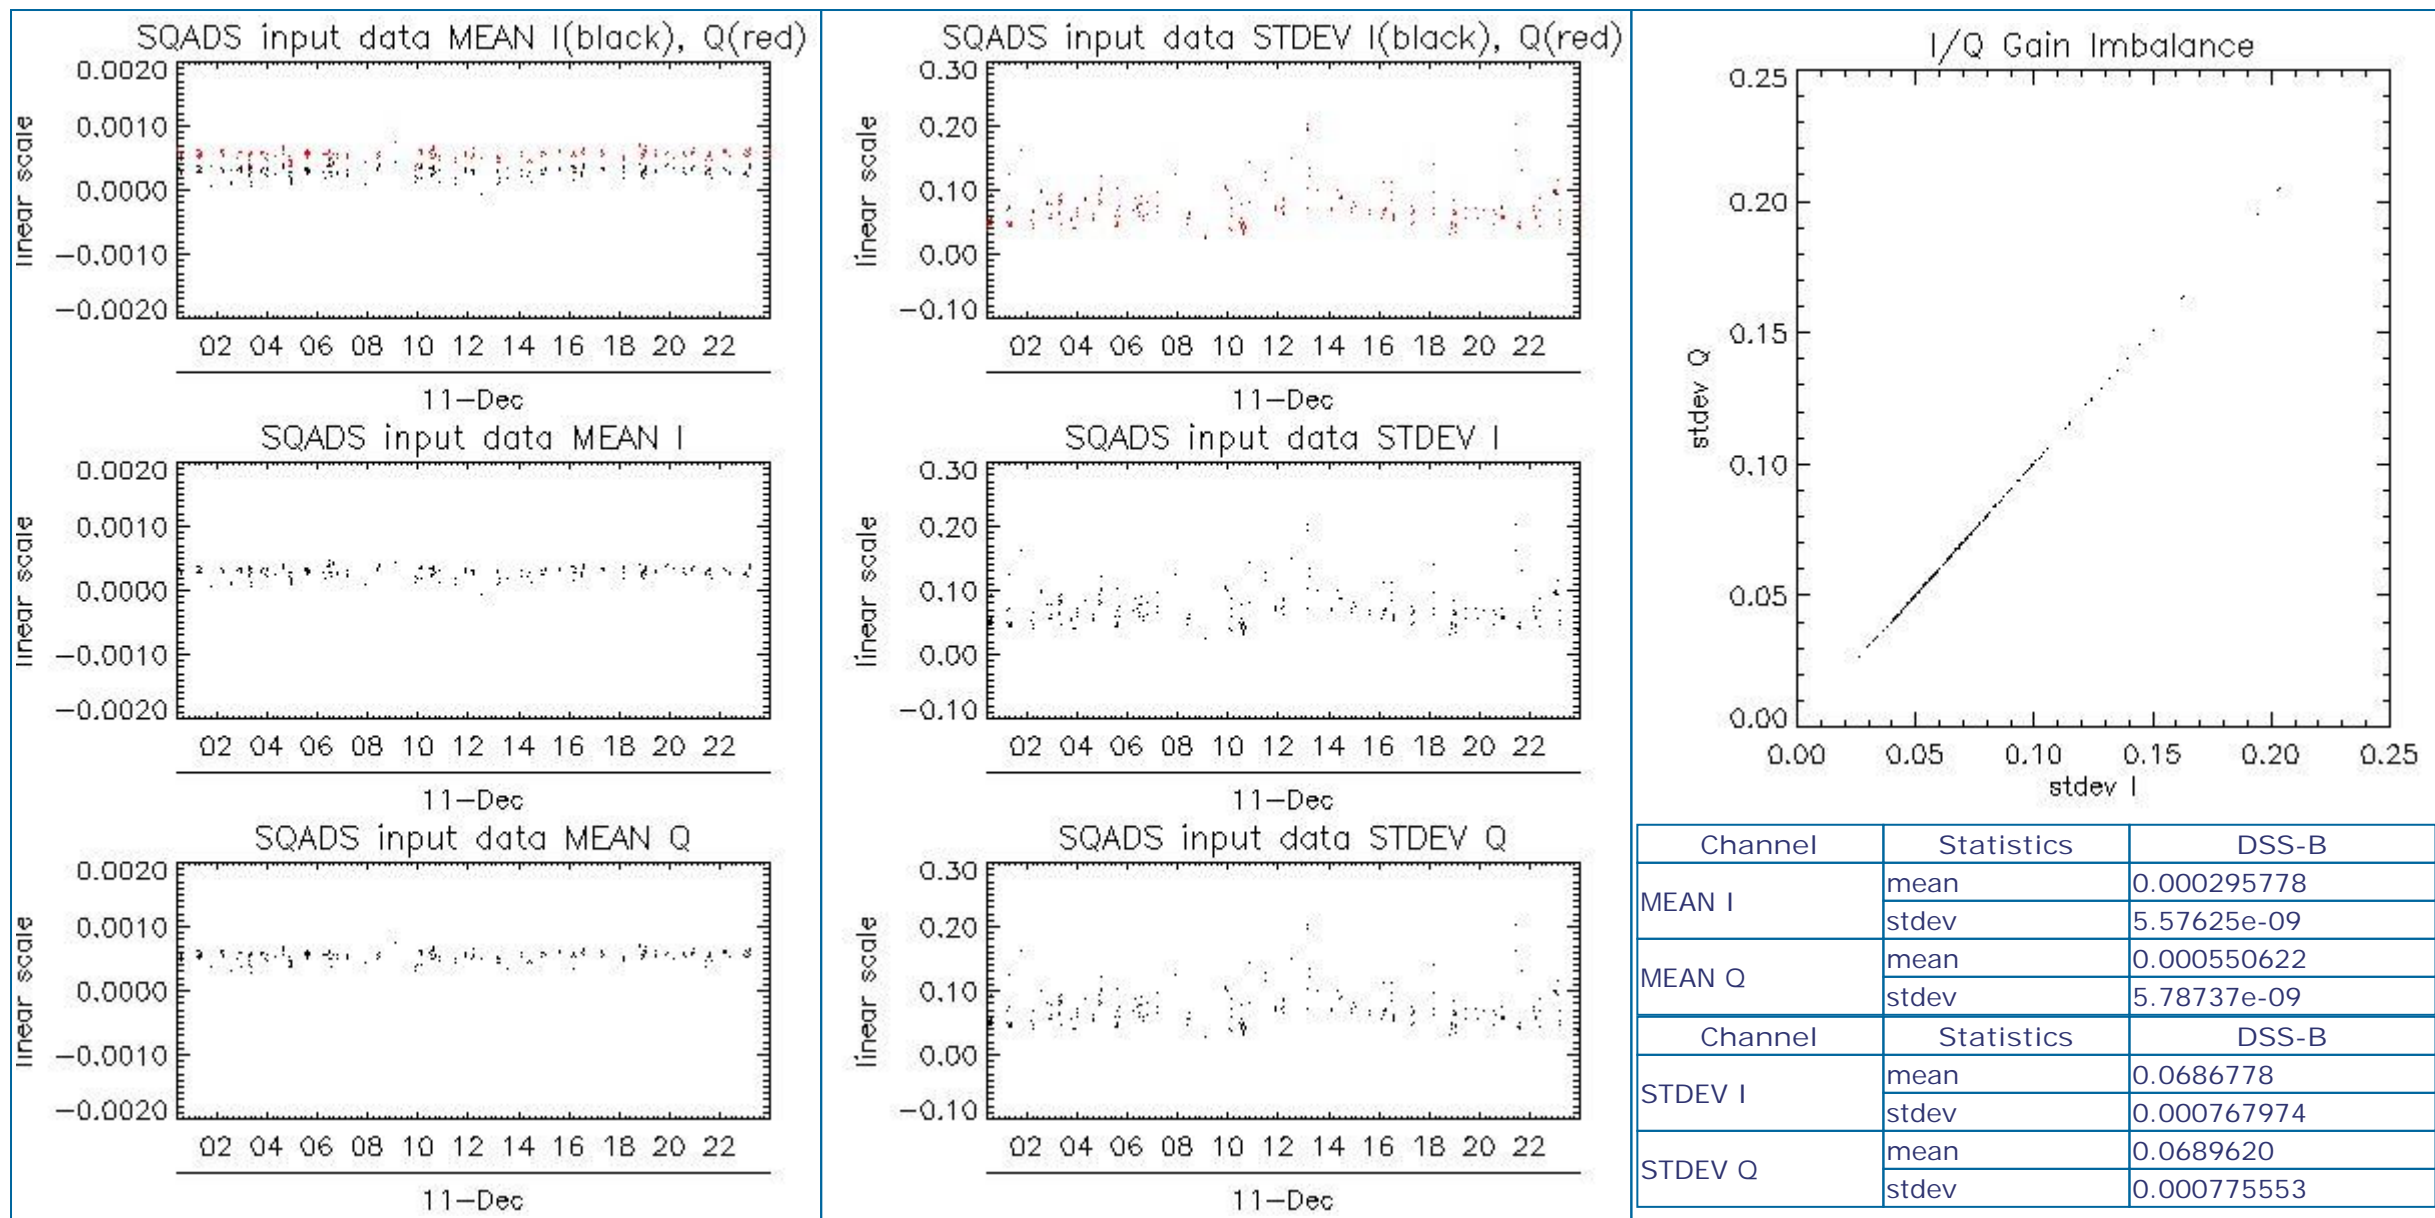 SQADS input data MEAN I(black), Q(red)
0.0020
0.0010
0.0000
−0.0010
−0.0020
linear scale
02 04 06 08 10 12 14 16 18 20 22
11−Dec
SQADS input data MEAN I
0.0020
0.0010
0.0000
−0.0010
−0.0020
linear scale
02 04 06 08 10 12 14 16 18 20 22
11−Dec
SQADS input data MEAN Q
0.0020
0.0010
0.0000
−0.0010
−0.0020
linear scale
02 04 06 08 10 12 14 16 18 20 22
11−Dec
SQADS input data STDEV I(black), Q(red)
0.30
0.20
0.10
0.00
−0.10
linear scale
02 04 06 08 10 12 14 16 18 20 22
11−Dec
SQADS input data STDEV I
0.30
0.20
0.10
0.00
−0.10
linear scale
02 04 06 08 10 12 14 16 18 20 22
11−Dec
SQADS input data STDEV Q
0.30
0.20
0.10
0.00
−0.10
linear scale
02 04 06 08 10 12 14 16 18 20 22
11−Dec
I/Q Gain Imbalance
0.25
0.20
0.15
0.10
0.05
0.00
stdev Q
0.00 0.05 0.10 0.15 0.20 0.25
stdev I
Channel Statistics DSS-B
MEAN I mean 0.000295778
stdev 5.57625e-09
MEAN Q mean 0.000550622
stdev 5.78737e-09
Channel Statistics DSS-B
STDEV I mean 0.0686778
stdev 0.000767974
STDEV Q mean 0.0689620
stdev 0.000775553